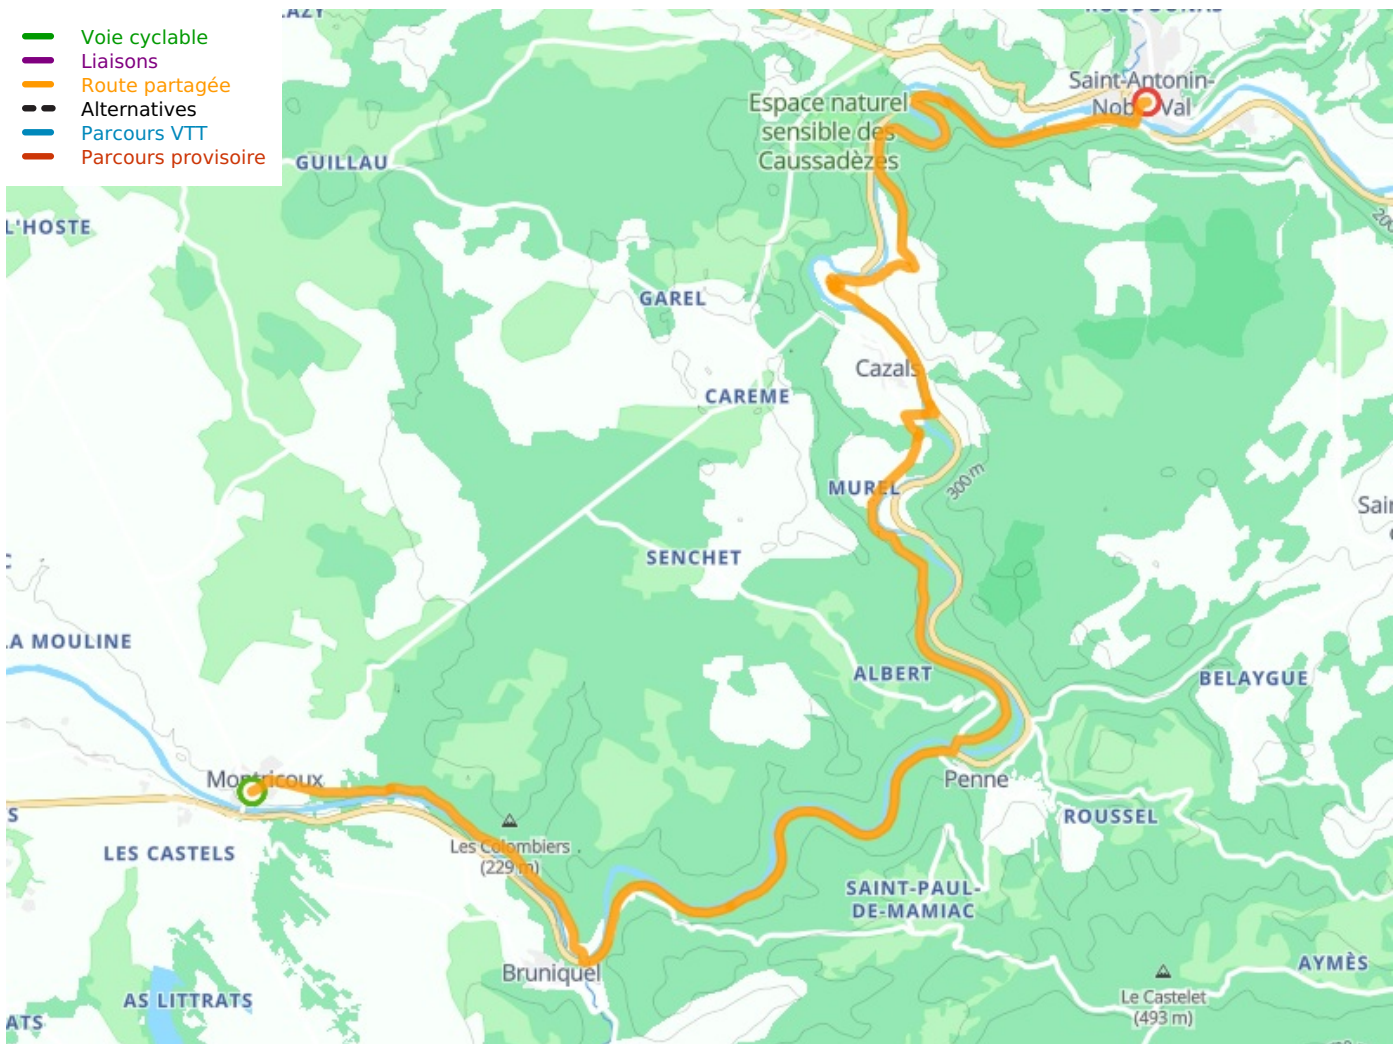 Voie cyclable
Liaisons
Route partagée
Alternatives
Parcours VTT
Parcours provisoire
GUILLAU
L'HOSTE
Espace naturel
sensible des
Caussadèzes
Saint-Antonin-
Noble-Val
200
GAREL
Cazals
CAREME
MUREL
300 m
SENCHET
A MOULINE
ALBERT
BELAYGUE
Montricoux
Penne
ROUSSEL
Les Colombiers
(229 m)
LES CASTELS
SAINT-PAUL-
DE-MAMIAC
Bruniquel
AYMÈS
AS LITTRATS
Le Castelet
(493 m)
ATS